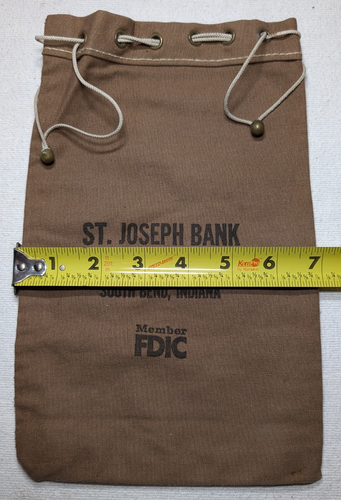 ST. JOSEPH BANK
1 2 3 4 5 6 7
SOUTH BEND, INDIANA
Member
FDIC